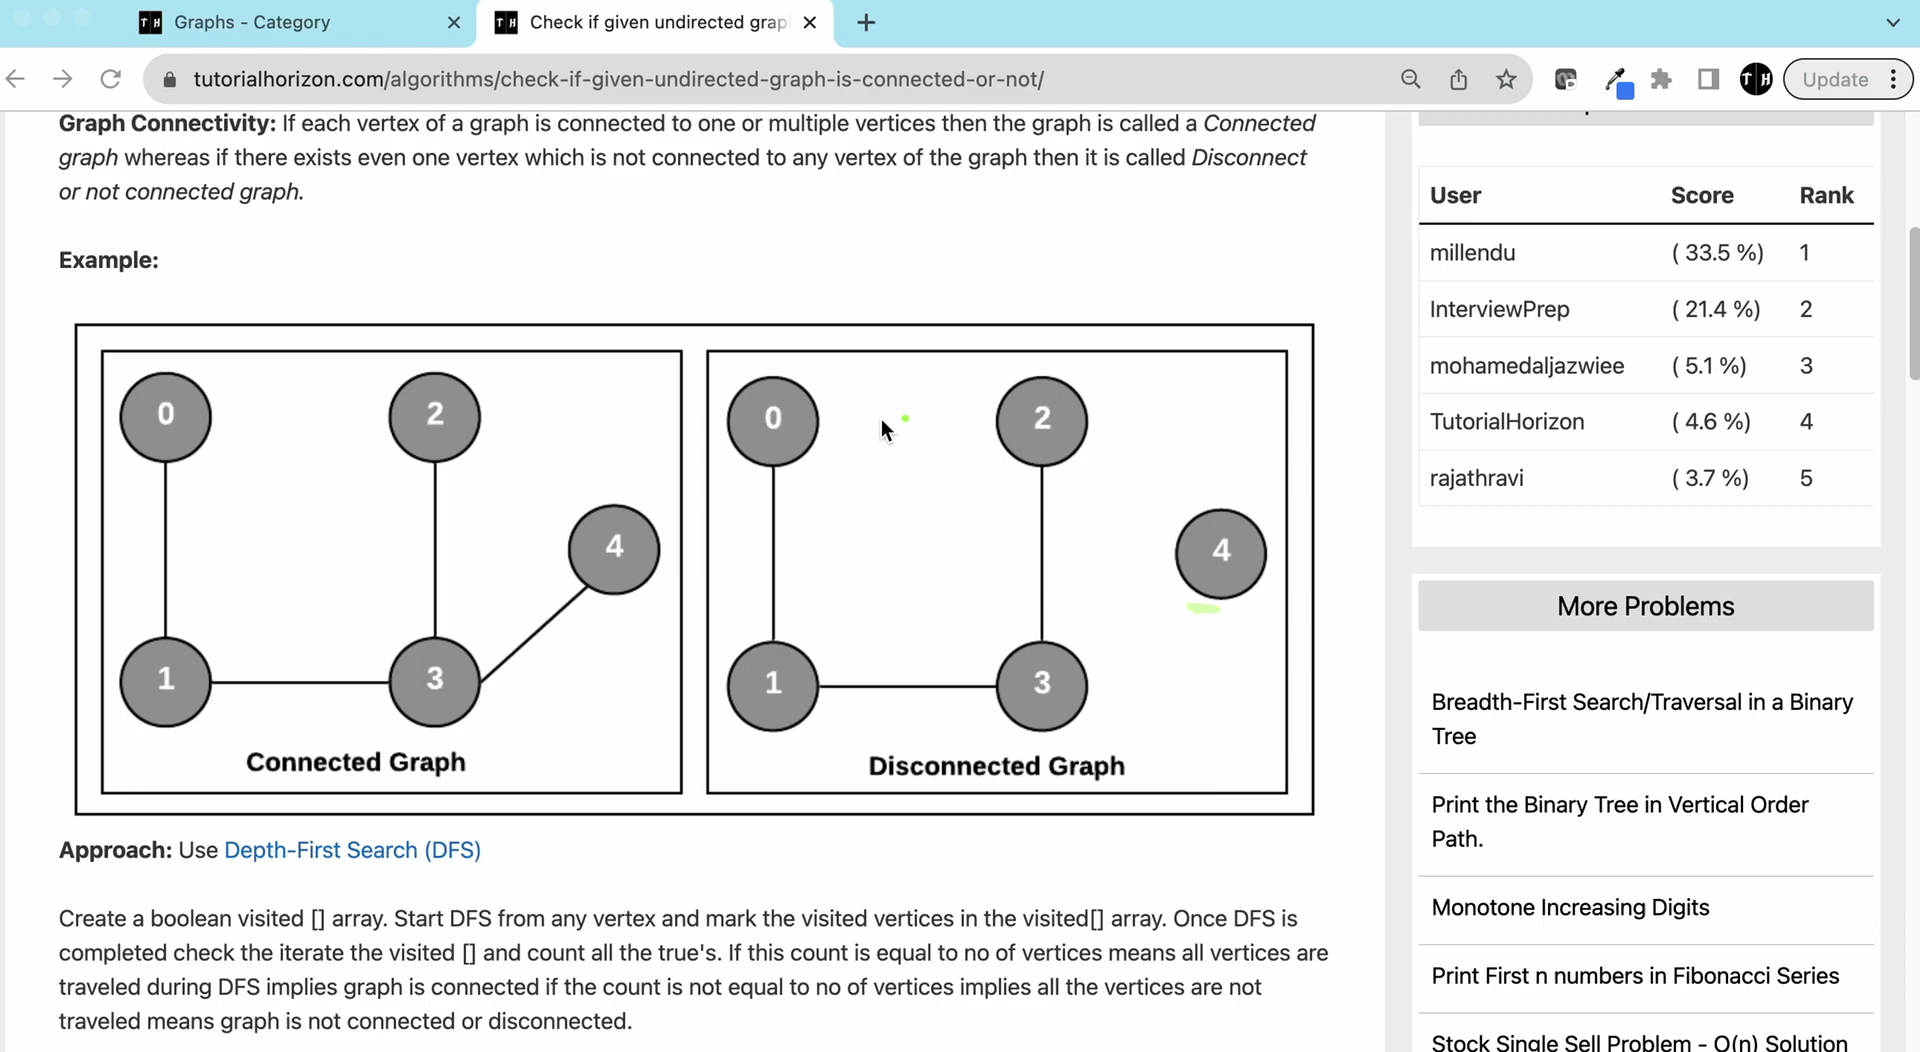 TH Graphs - Category
TH Check if given undirected grap
tutorialhorizon.com/algorithms/check-if-given-undirected-graph-is-connected-or-not/
TH
Update
Graph Connectivity: If each vertex of a graph is connected to one or multiple vertices then the graph is called a Connected
graph whereas if there exists even one vertex which is not connected to any vertex of the graph then it is called Disconnect
or not connected graph.
Example:
0
2
4
1
3
Connected Graph
0
2
4
1
3
Disconnected Graph
Approach: Use Depth-First Search (DFS)
Create a boolean visited [] array. Start DFS from any vertex and mark the visited vertices in the visited[] array. Once DFS is
completed check the iterate the visited [] and count all the true's. If this count is equal to no of vertices means all vertices are
traveled during DFS implies graph is connected if the count is not equal to no of vertices implies all the vertices are not
traveled means graph is not connected or disconnected.
User Score Rank
millendu ( 33.5 %) 1
InterviewPrep ( 21.4 %) 2
mohamedaljazwiee ( 5.1 %) 3
TutorialHorizon ( 4.6 %) 4
rajathravi ( 3.7 %) 5
More Problems
Breadth-First Search/Traversal in a Binary
Tree
Print the Binary Tree in Vertical Order
Path.
Monotone Increasing Digits
Print First n numbers in Fibonacci Series
Stock Single Sell Problem - O(n) Solution